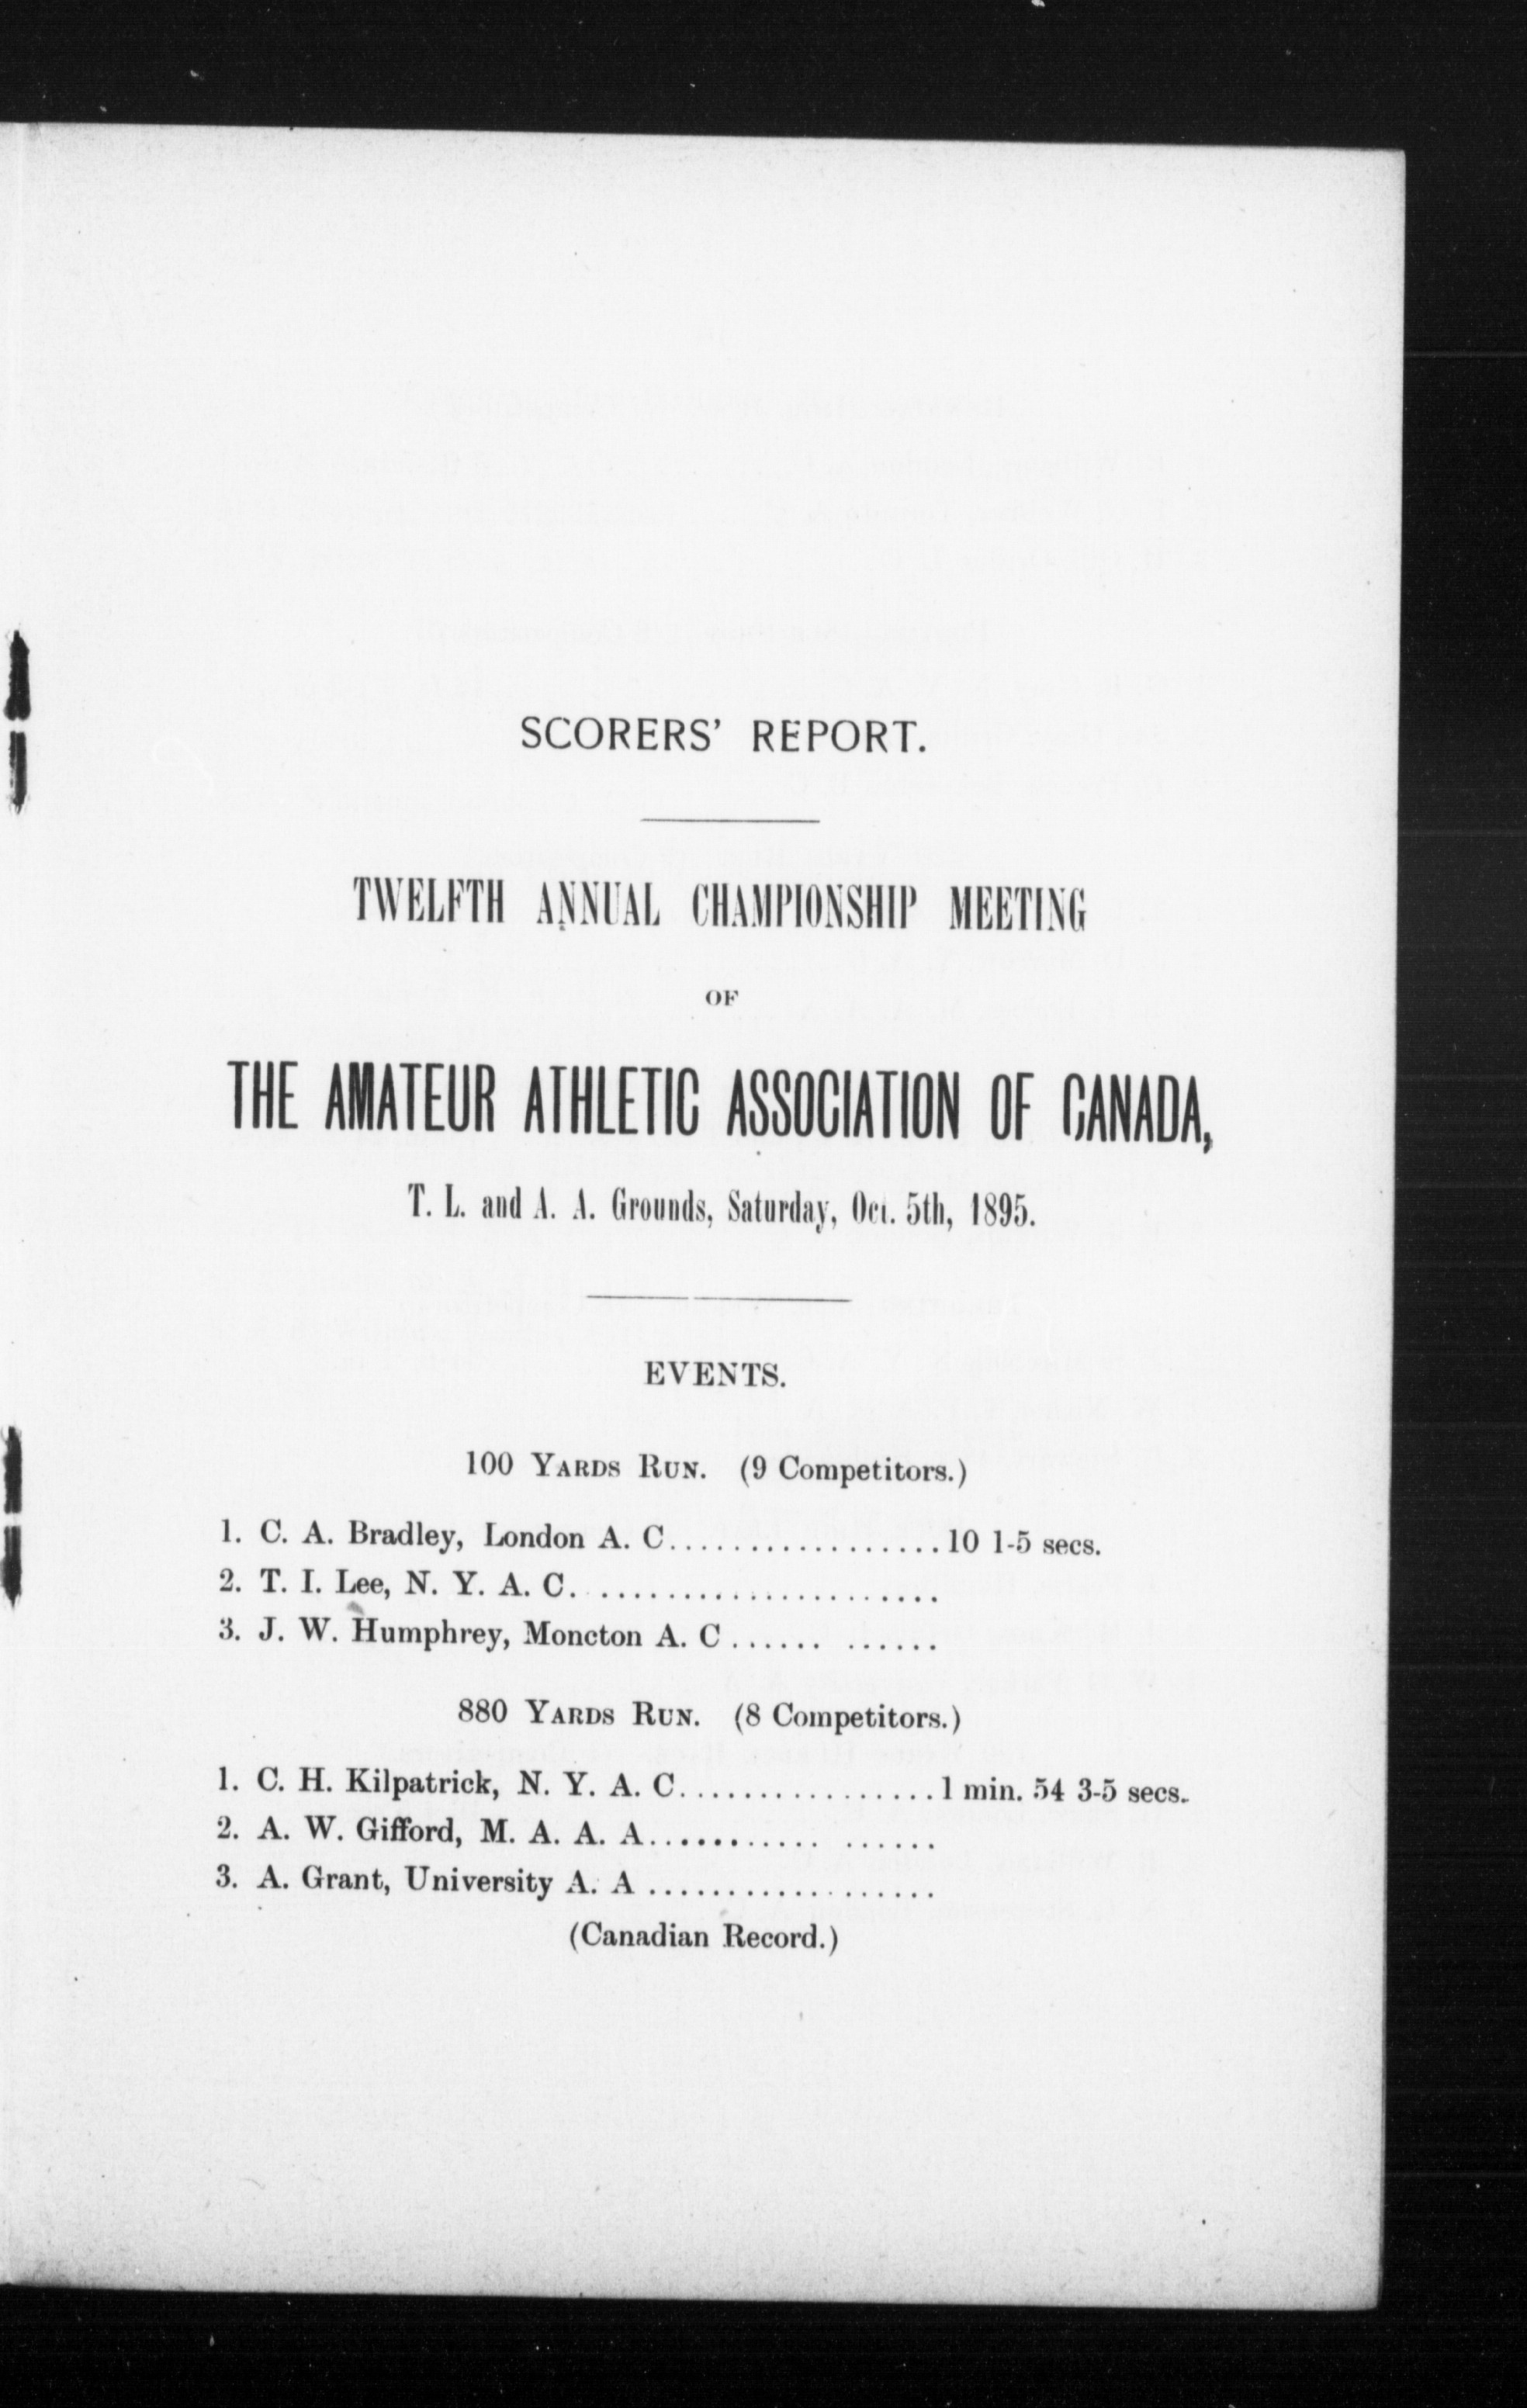 SCORERS' REPORT.
TWELFTH ANNUAL CHAMPIONSHIP MEETING
OF
THE AMATEUR ATHLETIC ASSOCIATION OF CANADA,
T. L. and A. A. Grounds, Saturday, Oct. 5th, 1895.
EVENTS.
100 YARDS RUN. (9 Competitors.)
1. C. A. Bradley, London A. C..................10 1-5 secs.
2. T. I. Lee, N. Y. A. C. ......................
3. J. W. Humphrey, Moncton A. C...... ......
880 YARDS RUN. (8 Competitors.)
1. C. H. Kilpatrick, N. Y. A. C.................1 min. 54 3-5 secs.
2. A. W. Gifford, M. A. A. A........... ......
3. A. Grant, University A. A ..................
(Canadian Record.)